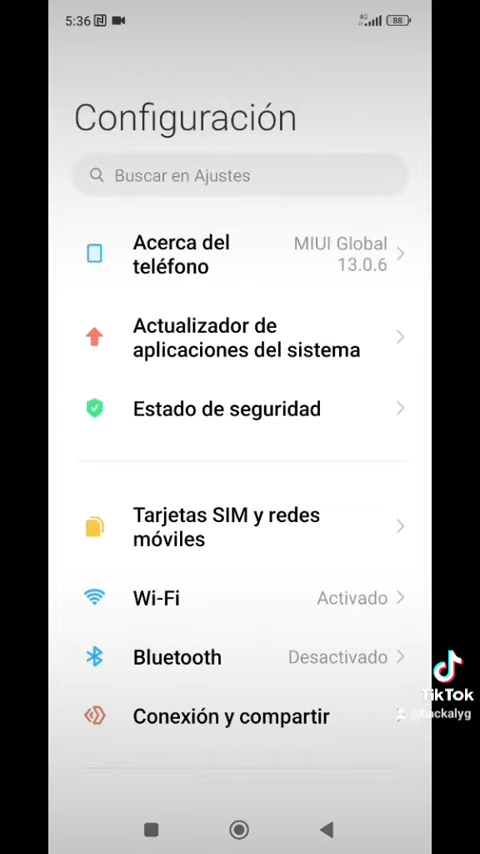 5:36
4G
88
Configuración
Buscar en Ajustes
Acerca del
teléfono
MIUI Global
13.0.6
Actualizador de
aplicaciones del sistema
Estado de seguridad
Tarjetas SIM y redes
móviles
Wi-Fi
Activado
Bluetooth
Desactivado
Conexión y compartir
TikTok
@hackalyg